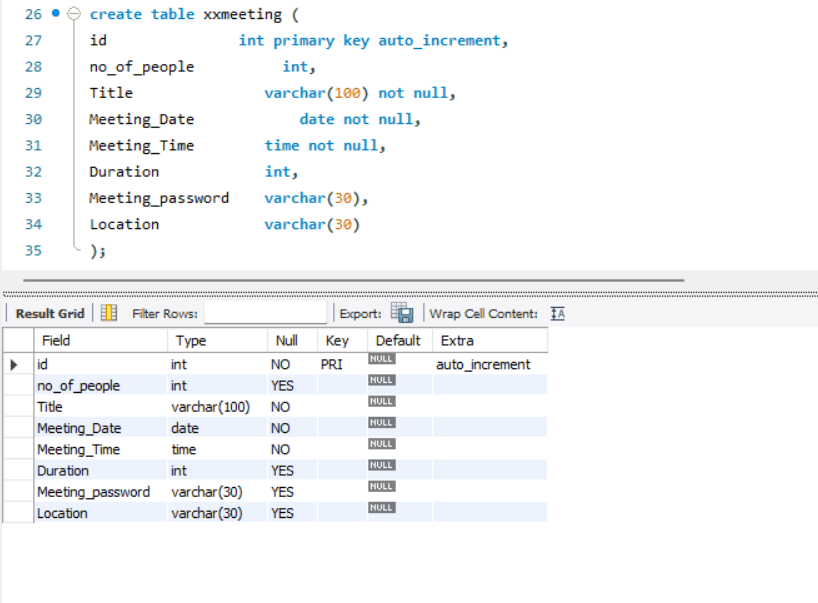 26 create table xxmeeting (
27 id int primary key auto_increment,
28 no_of_people int,
29 Title varchar(100) not null,
30 Meeting_Date date not null,
31 Meeting_Time time not null,
32 Duration int,
33 Meeting_password varchar(30),
34 Location varchar(30)
35 );
Result Grid Filter Rows: Export: Wrap Cell Content: IA
Field Type Null Key Default Extra
id int NO PRI NULL auto_increment
no_of_people int YES NULL
Title varchar(100) NO NULL
Meeting_Date date NO NULL
Meeting_Time time NO NULL
Duration int YES NULL
Meeting_password varchar(30) YES NULL
Location varchar(30) YES NULL